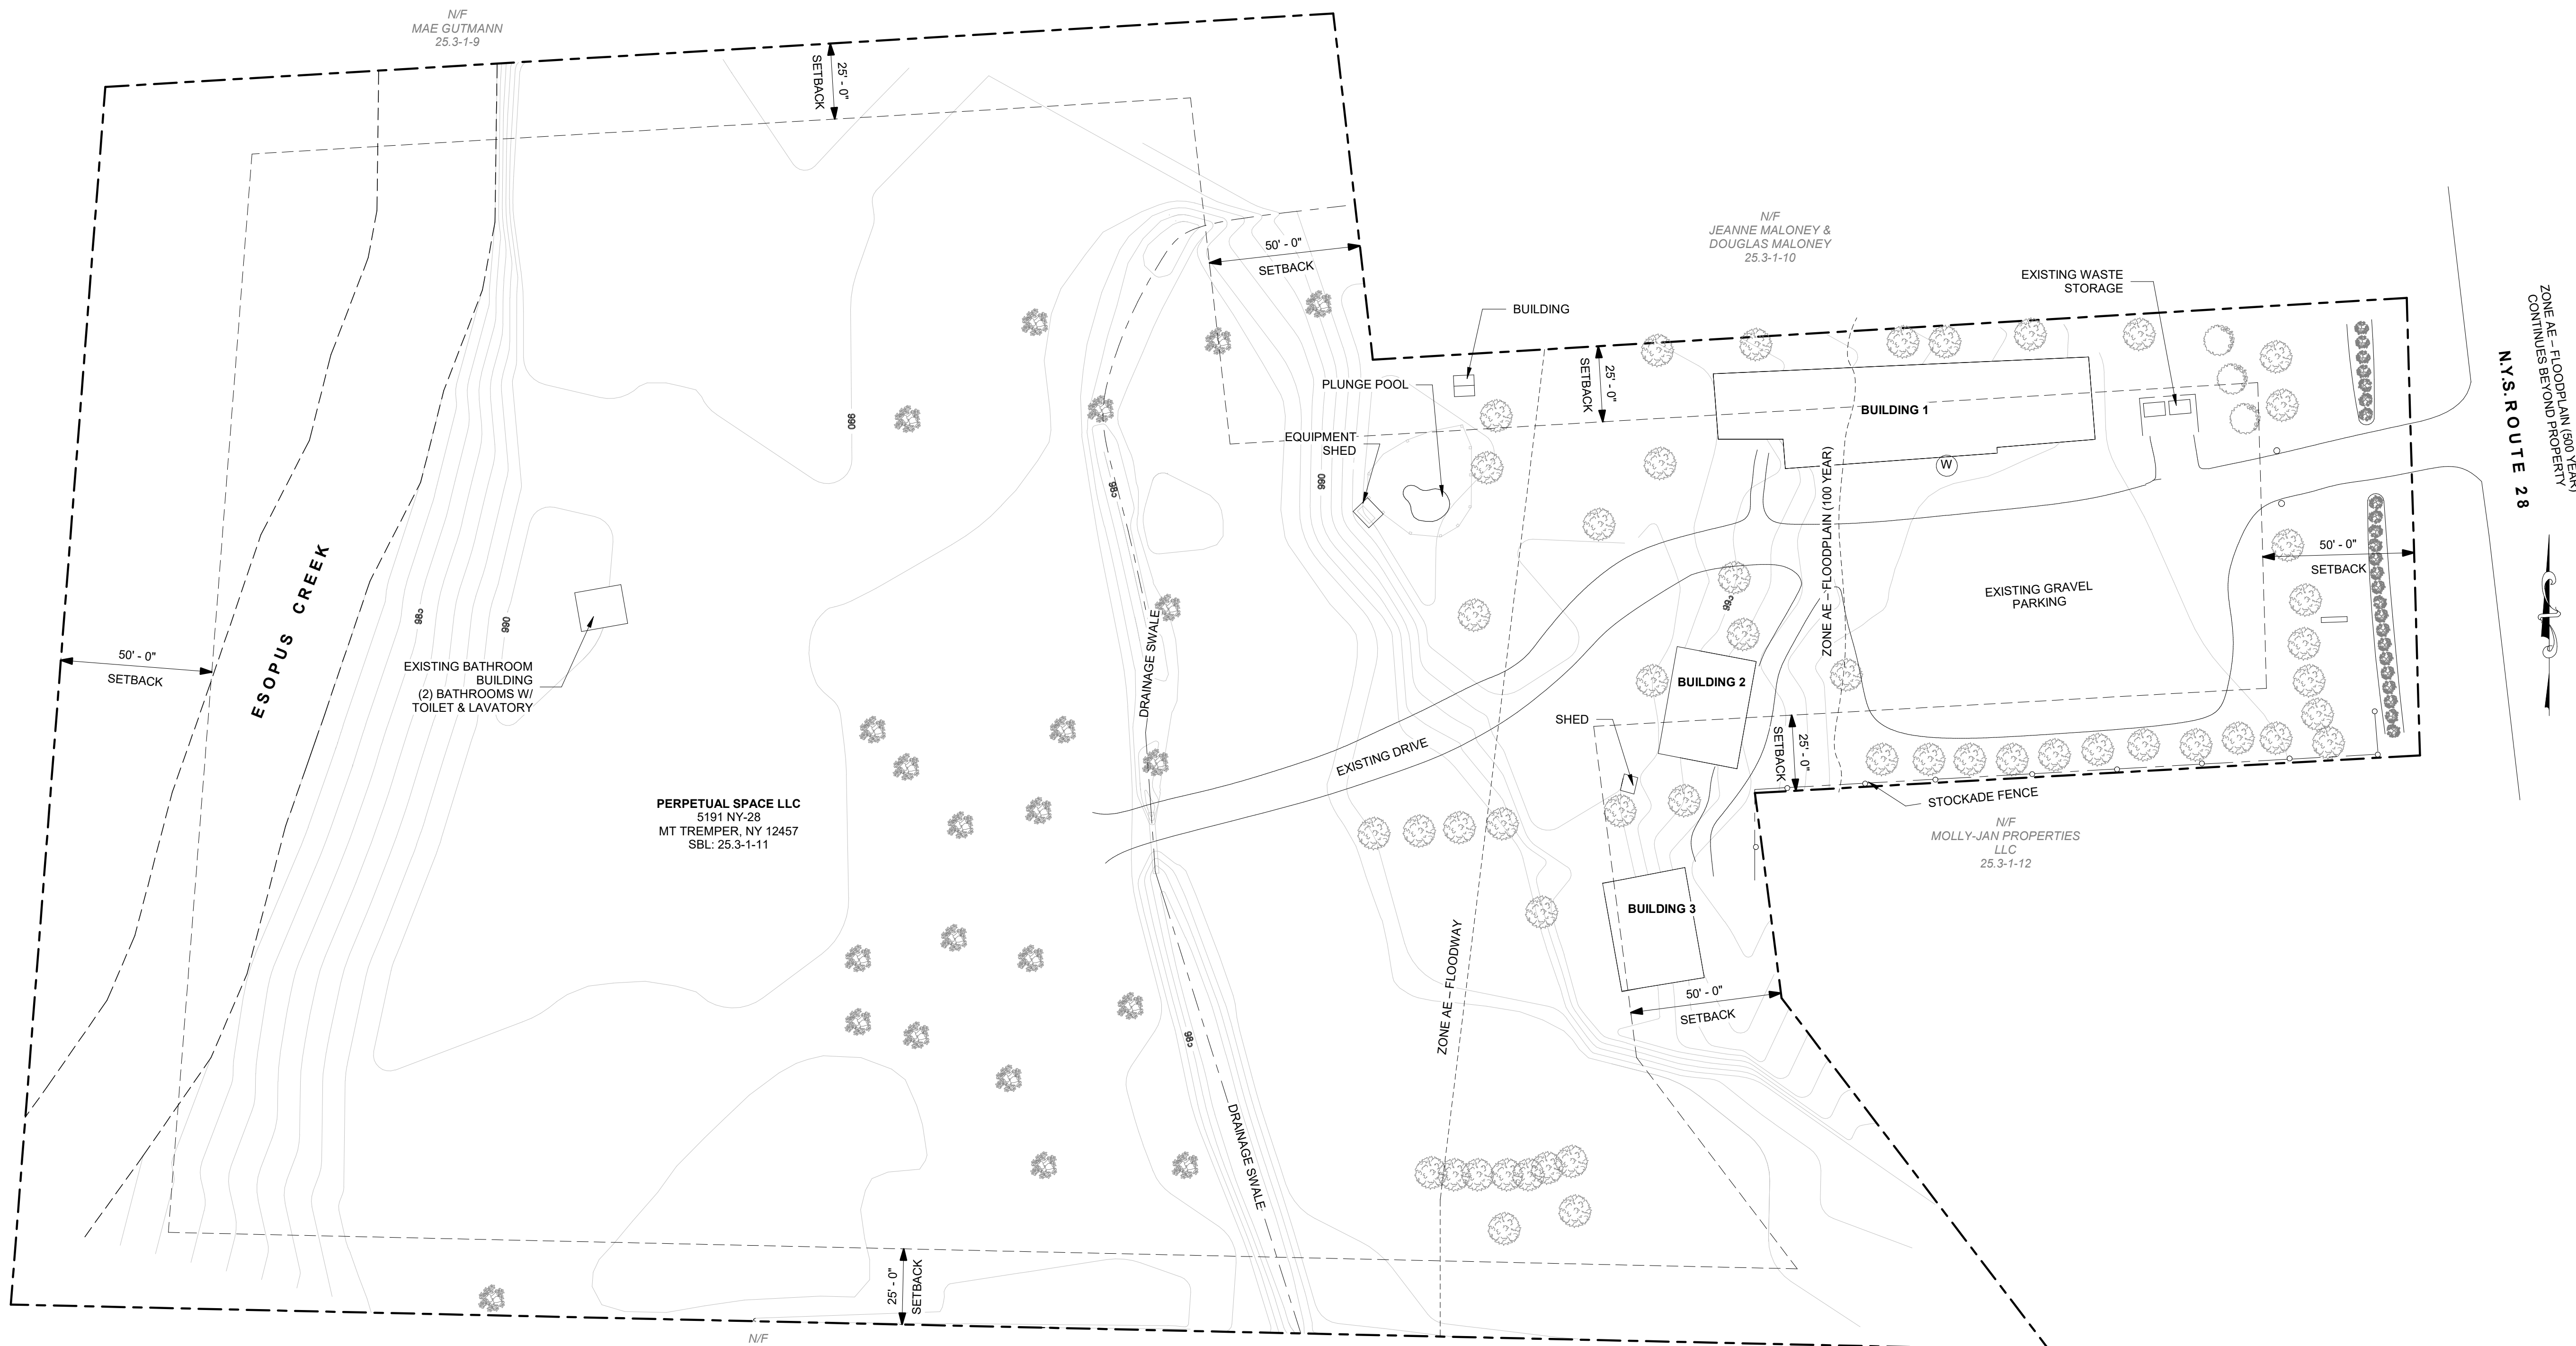 N/F
MAE GUTMANN
25.3-1-9
25' - 0"
SETBACK
50' - 0"
SETBACK
N/F
JEANNE MALONEY &
DOUGLAS MALONEY
25.3-1-10
EXISTING WASTE
STORAGE
BUILDING
PLUNGE POOL
EQUIPMENT
SHED
25' - 0"
SETBACK
BUILDING 1
W
ZONE AE – FLOODPLAIN (500 YEAR)
CONTINUES BEYOND PROPERTY
N.Y.S. ROUTE 28
990
985
990
ZONE AE – FLOODPLAIN (100 YEAR)
50' - 0"
SETBACK
EXISTING GRAVEL
PARKING
ESOPUS CREEK
985
990
995
50' - 0"
SETBACK
EXISTING BATHROOM
BUILDING
(2) BATHROOMS W/
TOILET & LAVATORY
DRAINAGE SWALE
BUILDING 2
SHED
25' - 0"
SETBACK
EXISTING DRIVE
STOCKADE FENCE
PERPETUAL SPACE LLC
5191 NY-28
MT TREMPER, NY 12457
SBL: 25.3-1-11
N/F
MOLLY-JAN PROPERTIES
LLC
25.3-1-12
BUILDING 3
ZONE AE – FLOODWAY
50' - 0"
SETBACK
985
DRAINAGE SWALE
25' - 0"
SETBACK
N/F